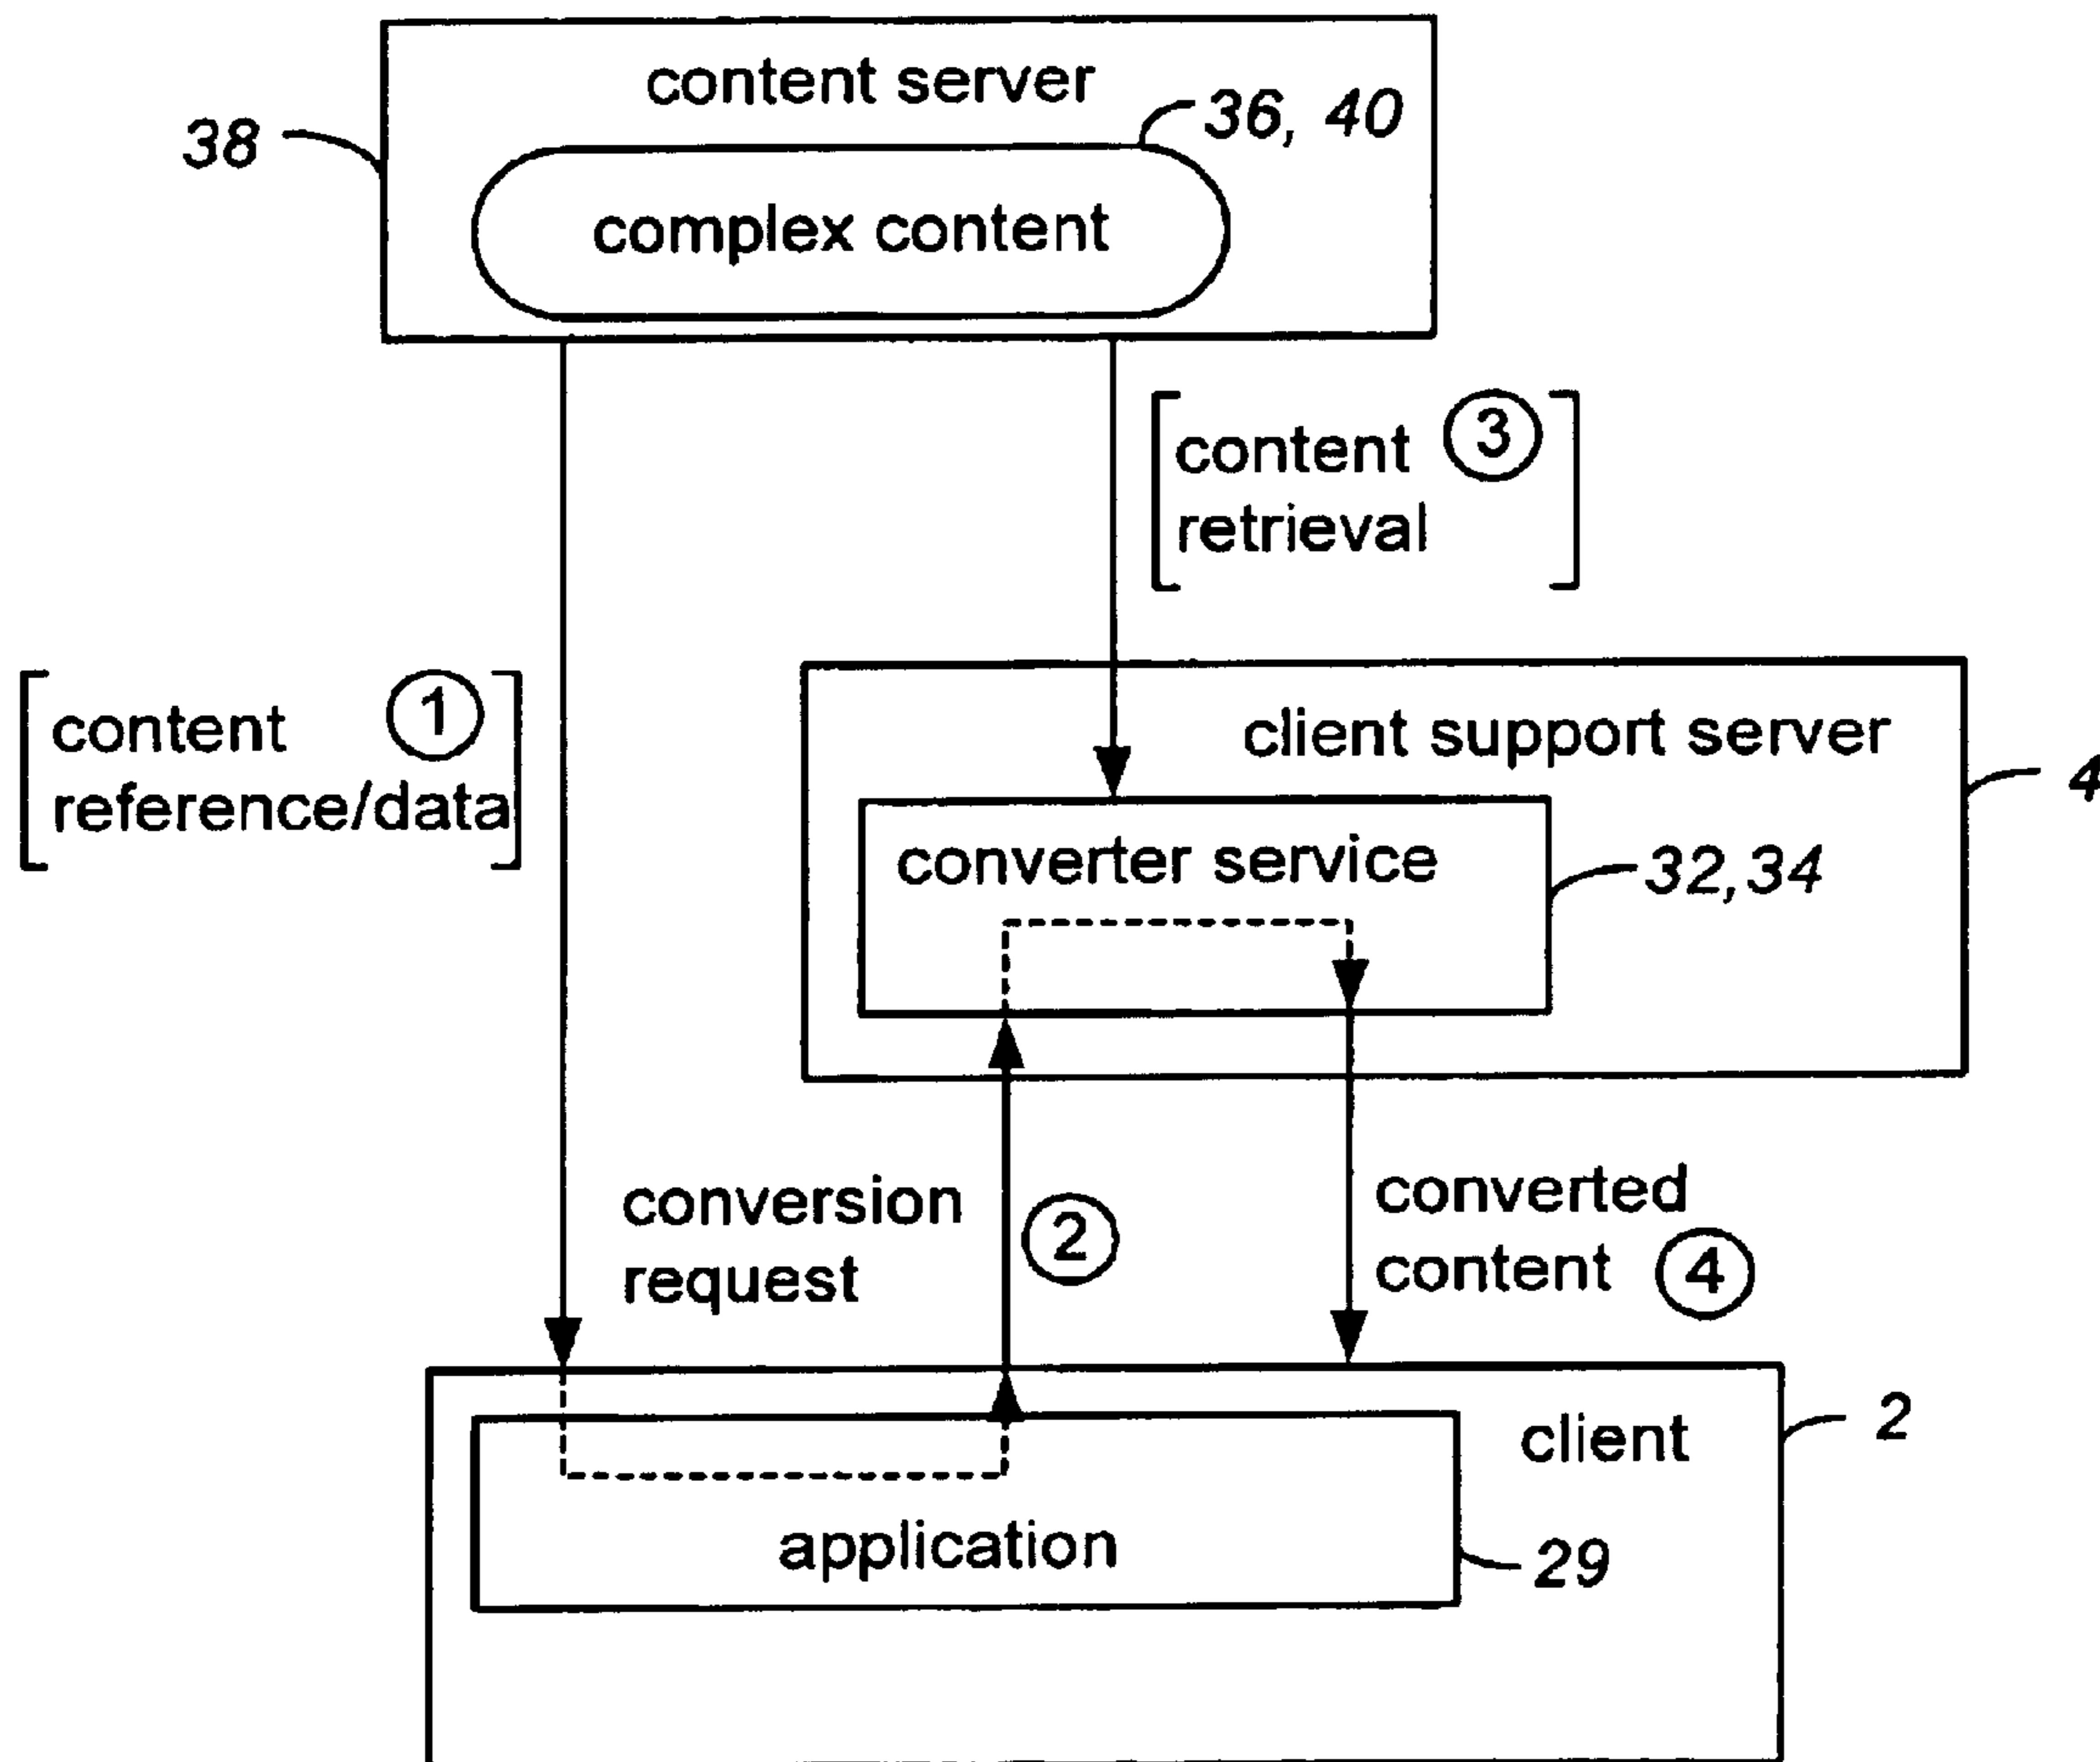 content server
36, 40
38
complex content
content 3
retrieval
content 1
reference/data
client support server
4
converter service
32, 34
conversion
request
2
converted
content 4
client
2
application
29